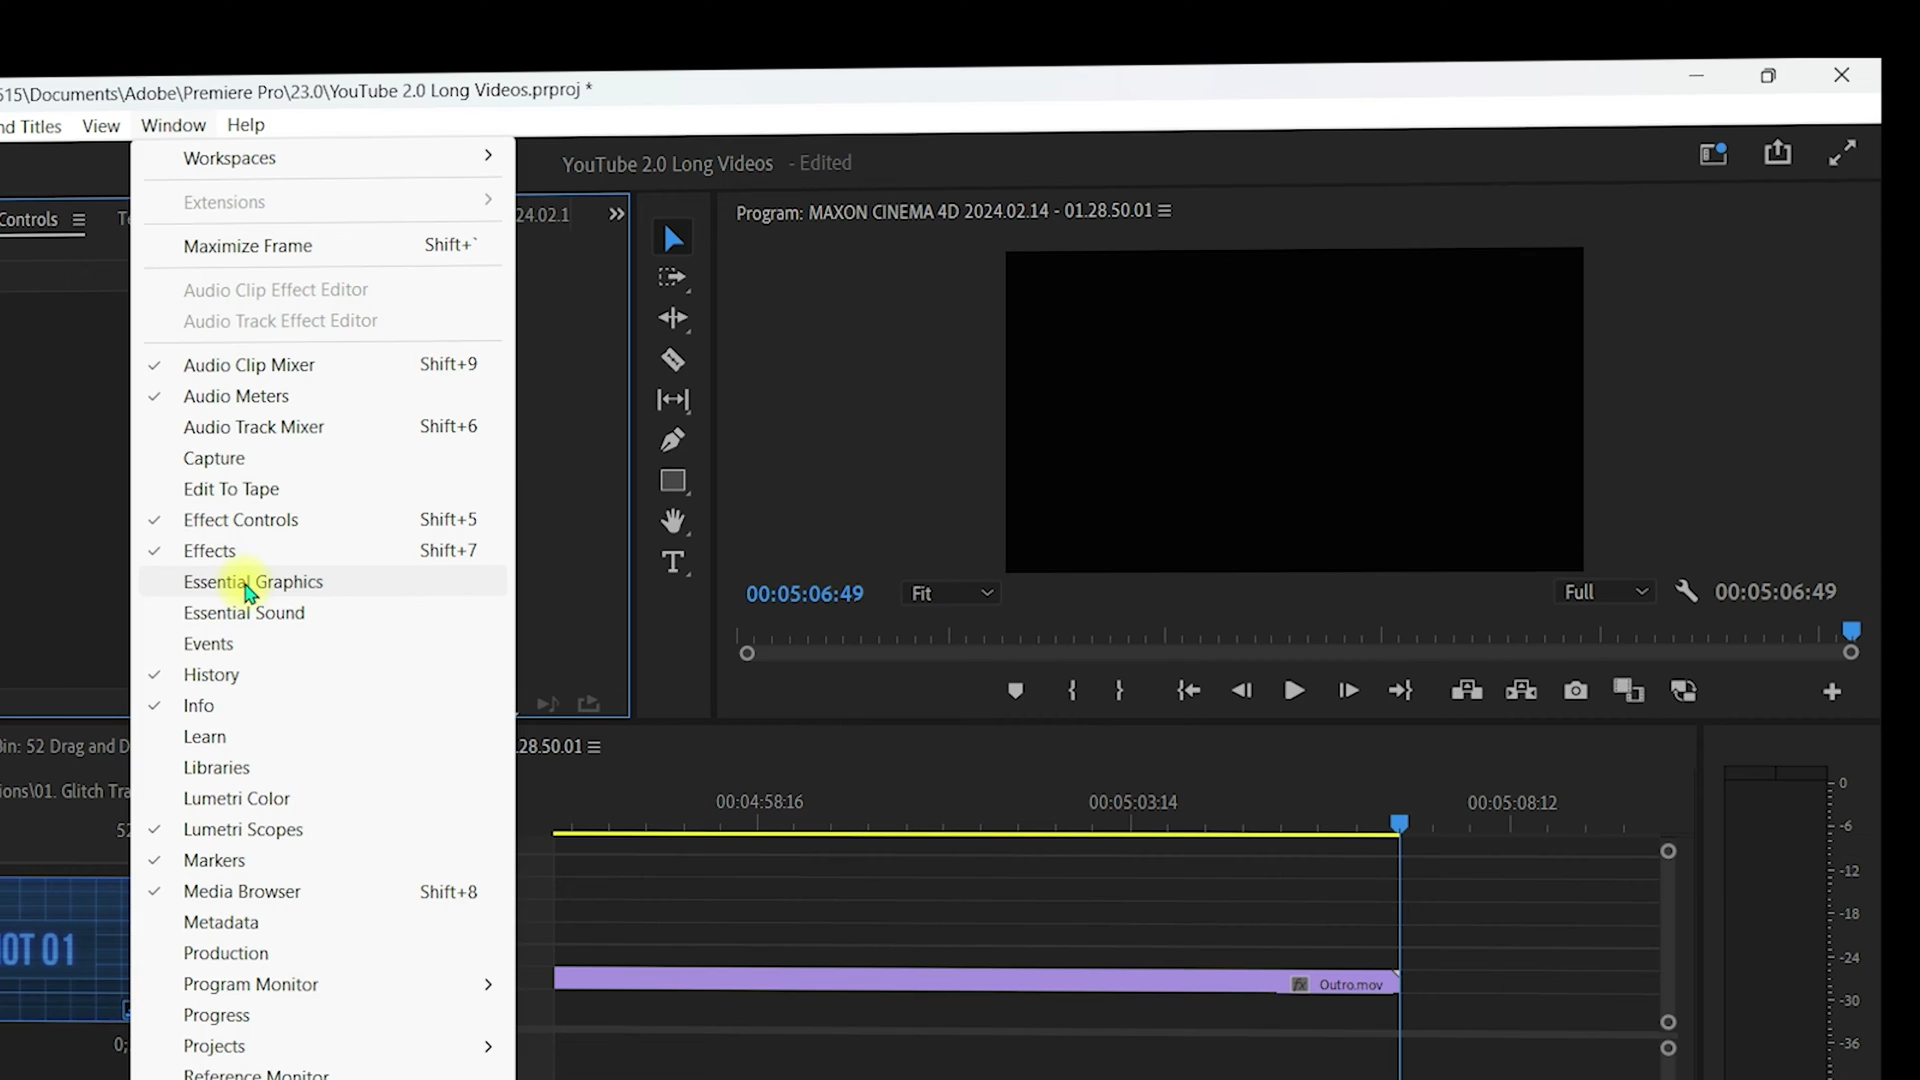 515\Documents\Adobe\Premiere Pro\23.0\YouTube 2.0 Long Videos.prproj *
nd Titles View Window Help
Workspaces
Extensions
Maximize Frame Shift+`
Audio Clip Effect Editor
Audio Track Effect Editor
Audio Clip Mixer Shift+9
Audio Meters
Audio Track Mixer Shift+6
Capture
Edit To Tape
Effect Controls Shift+5
Effects Shift+7
Essential Graphics
Essential Sound
Events
History
Info
Learn
Libraries
Lumetri Color
Lumetri Scopes
Markers
Media Browser Shift+8
Metadata
Production
Program Monitor
Progress
Projects
Reference Monitor
YouTube 2.0 Long Videos - Edited
Controls
24.02.1
Program: MAXON CINEMA 4D 2024.02.14 - 01.28.50.01
00:05:06:49 Fit Full 00:05:06:49
Bin: 52 Drag and D
ions\01. Glitch Tra
52
OT 01
0;
.28.50.01
00:04:58:16 00:05:03:14 00:05:08:12
fx Outro.mov
0
-6
-12
-18
-24
-30
-36